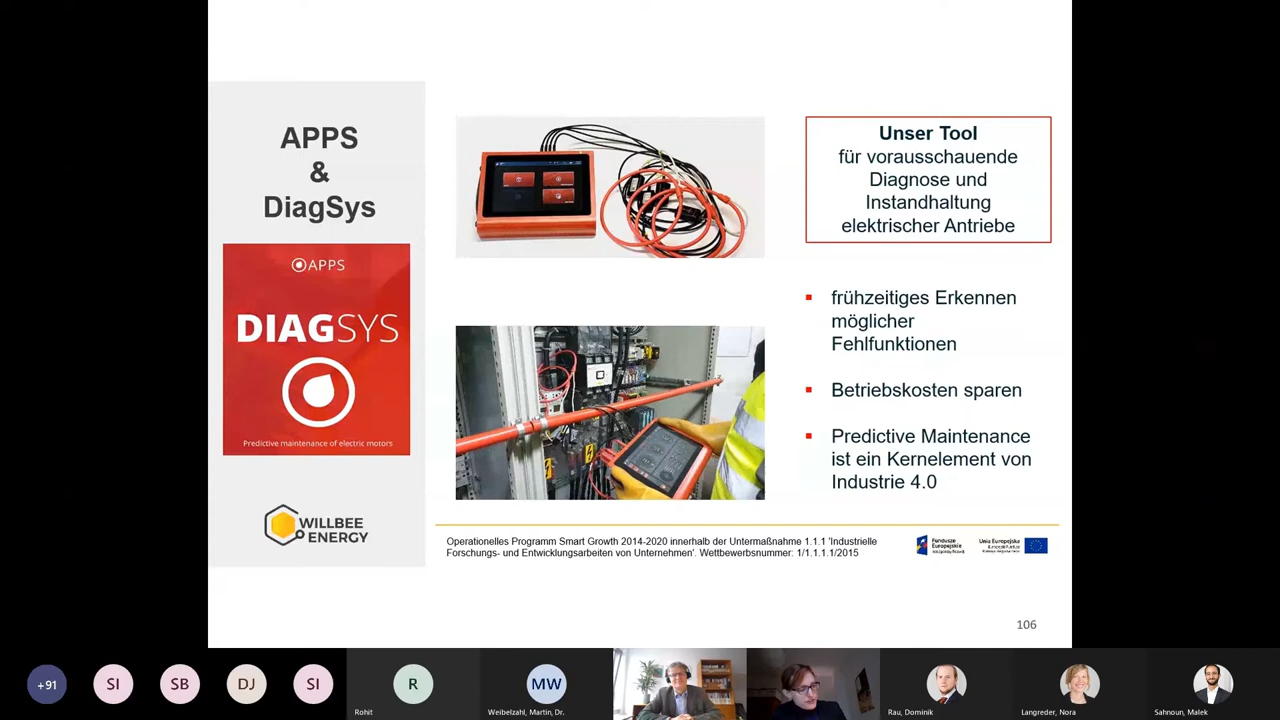 APPS
&
DiagSys
APPS
DIAGSYS
Predictive maintenance of electric motors
WILLBEE
ENERGY
Unser Tool
für vorausschauende
Diagnose und
Instandhaltung
elektrischer Antriebe
frühzeitiges Erkennen
möglicher
Fehlfunktionen
Betriebskosten sparen
Predictive Maintenance
ist ein Kernelement von
Industrie 4.0
Operationelles Programm Smart Growth 2014-2020 innerhalb der Untermaßnahme 1.1.1 'Industrielle
Forschungs- und Entwicklungsarbeiten von Unternehmen'. Wettbewerbsnummer: 1/1.1.1.1/2015
Fundusze
Europejskie
Unia Europejska
106
+91
SI
SB
DJ
SI
R
MW
Rohit
Weibelzahl, Martin, Dr.
Rau, Dominik
Langreder, Nora
Sahnoun, Malek